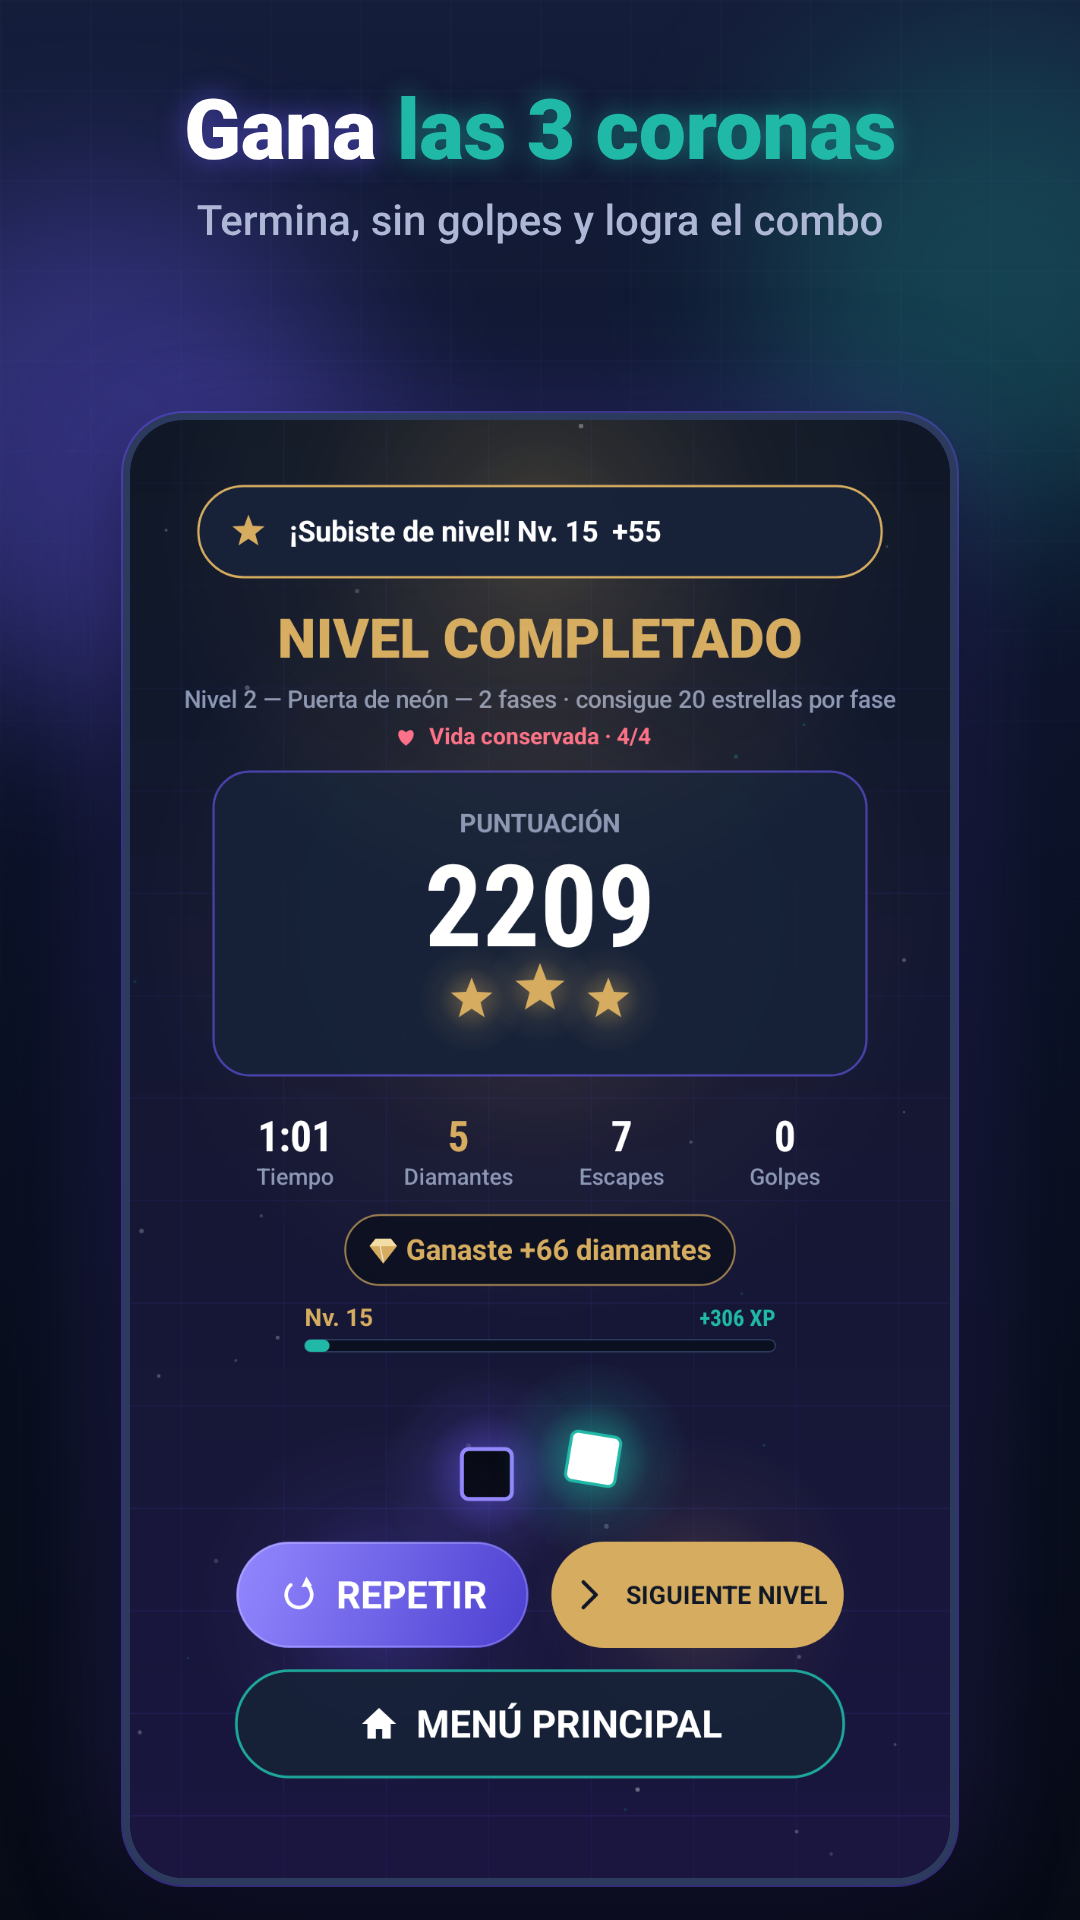 Gana las 3 coronas
Termina, sin golpes y logra el combo
¡Subiste de nivel! Nv. 15 +55
NIVEL COMPLETADO
Nivel 2 — Puerta de neón — 2 fases · consigue 20 estrellas por fase
Vida conservada · 4/4
PUNTUACIÓN
2209
1:01 5 7 0
Tiempo Diamantes Escapes Golpes
Ganaste +66 diamantes
Nv. 15 +306 XP
REPETIR SIGUIENTE NIVEL
MENÚ PRINCIPAL